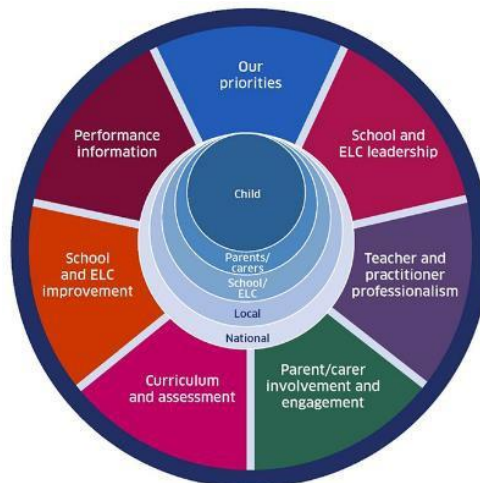 Our
priorities
School and
ELC leadership
Teacher and
practitioner
professionalism
Parent/carer
involvement and
engagement
Curriculum
and assessment
School
and ELC
improvement
Performance
information
Child
Parents/
carers
School/
ELC
Local
National